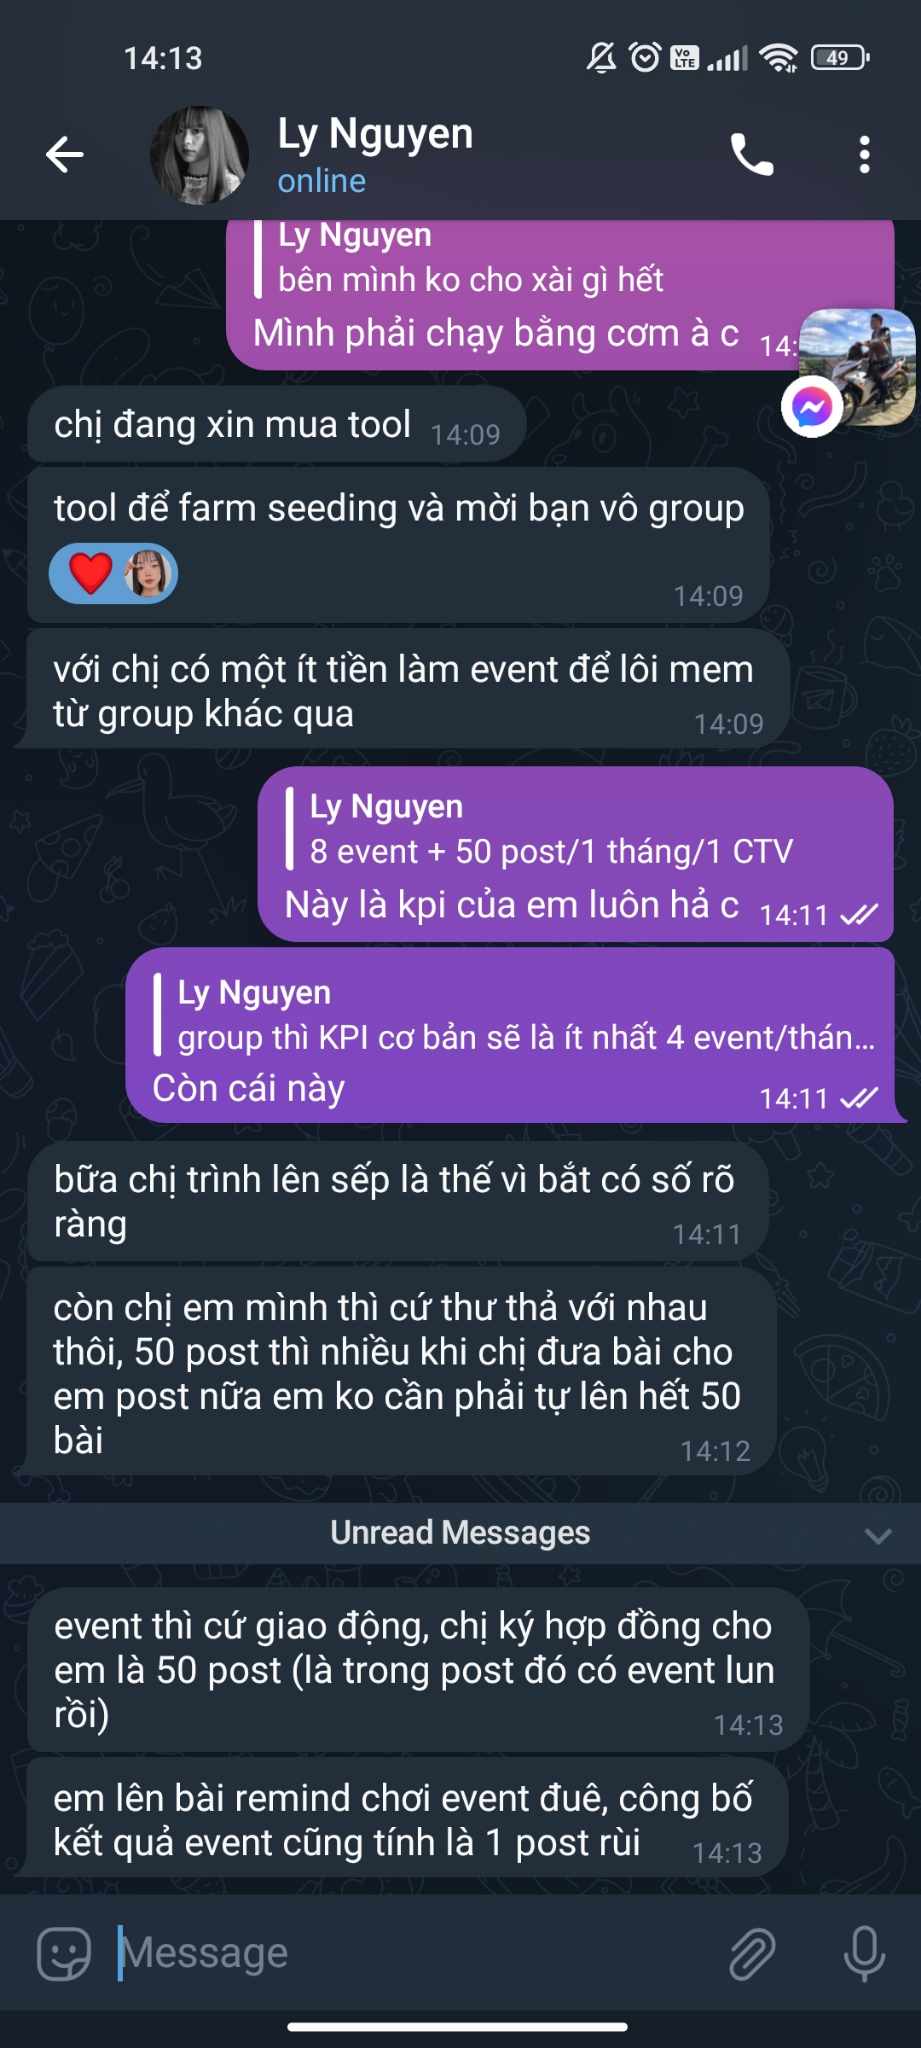 14:13
Vo
LTE
49
Ly Nguyen
online
Ly Nguyen
bên mình ko cho xài gì hết
Mình phải chạy bằng cơm à c
14:
chị đang xin mua tool
14:09
tool để farm seeding và mời bạn vô group
14:09
với chị có một ít tiền làm event để lôi mem
từ group khác qua
14:09
Ly Nguyen
8 event + 50 post/1 tháng/1 CTV
Này là kpi của em luôn hả c
14:11
Ly Nguyen
group thì KPI cơ bản sẽ là ít nhất 4 event/thán...
Còn cái này
14:11
bữa chị trình lên sếp là thế vì bắt có số rõ
ràng
14:11
còn chị em mình thì cứ thư thả với nhau
thôi, 50 post thì nhiều khi chị đưa bài cho
em post nữa em ko cần phải tự lên hết 50
bài
14:12
Unread Messages
event thì cứ giao động, chị ký hợp đồng cho
em là 50 post (là trong post đó có event lun
rồi)
14:13
em lên bài remind chơi event đuê, công bố
kết quả event cũng tính là 1 post rùi
14:13
Message